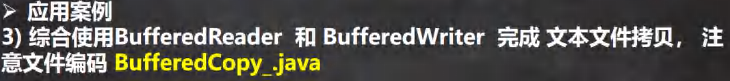 ➢ 应用案例
3) 综合使用BufferedReader 和 BufferedWriter 完成 文本文件拷贝， 注
意文件编码 BufferedCopy_.java